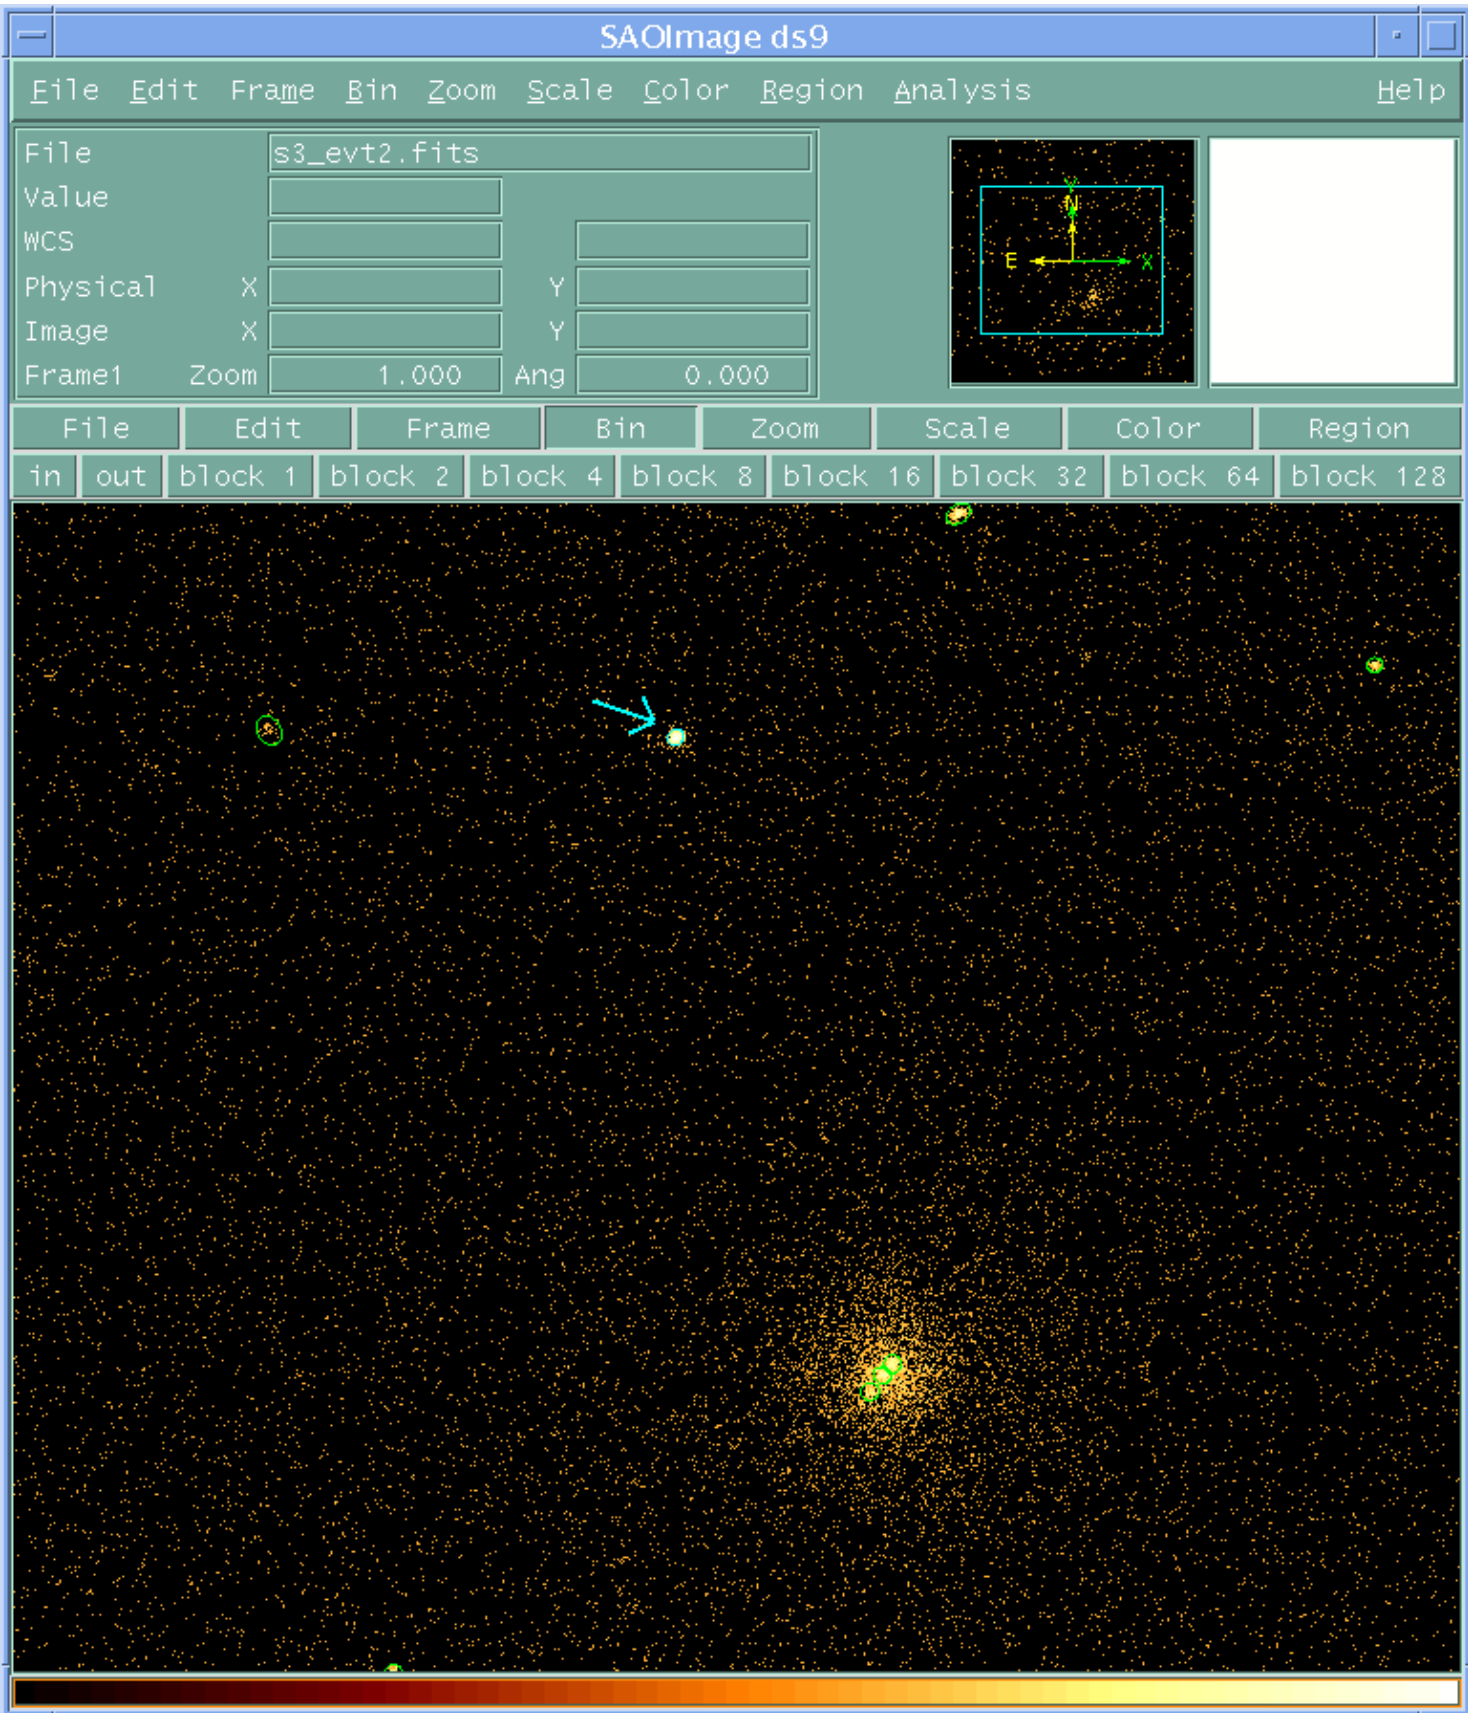 SAOImage ds9
File Edit Frame Bin Zoom Scale Color Region Analysis Help
File s3_evt2.fits
Value
WCS
Physical X Y
Image X Y
Frame1 Zoom 1.000 Ang 0.000
Y
N
E X
File Edit Frame Bin Zoom Scale Color Region
in out block 1 block 2 block 4 block 8 block 16 block 32 block 64 block 128